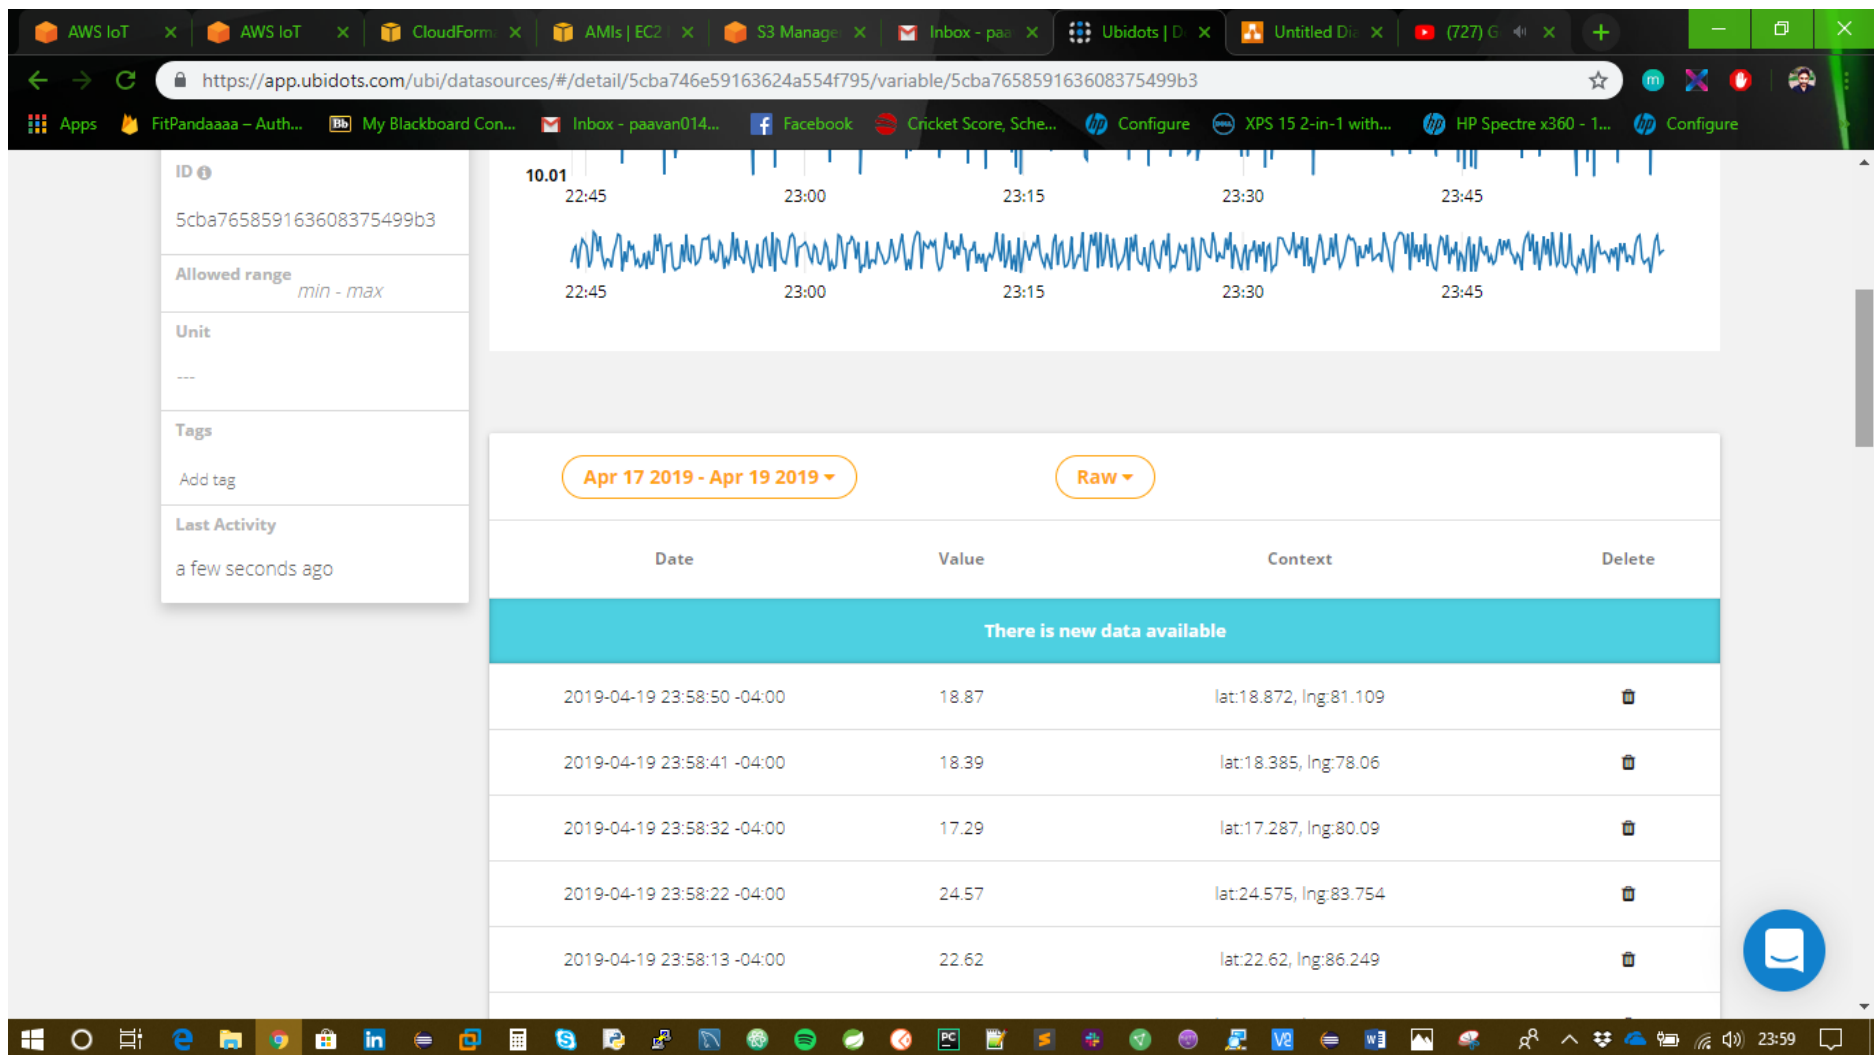 AWS IoT AWS IoT CloudForm AMIs | EC2 S3 Manage Inbox - paa Ubidots | D Untitled Dia (727) G
https://app.ubidots.com/ubi/datasources/#/detail/5cba746e59163624a554f795/variable/5cba765859163608375499b3
Apps FitPandaaaa – Auth... Bb My Blackboard Con... Inbox - paavan014... Facebook Cricket Score, Sche... Configure XPS 15 2-in-1 with... HP Spectre x360 - 1... Configure
ID
5cba765859163608375499b3
Allowed range
min - max
Unit
---
Tags
Add tag
Last Activity
a few seconds ago
10.01
22:45 23:00 23:15 23:30 23:45
22:45 23:00 23:15 23:30 23:45
Apr 17 2019 - Apr 19 2019 Raw
Date Value Context Delete
There is new data available
2019-04-19 23:58:50 -04:00 18.87 lat:18.872, lng:81.109
2019-04-19 23:58:41 -04:00 18.39 lat:18.385, lng:78.06
2019-04-19 23:58:32 -04:00 17.29 lat:17.287, lng:80.09
2019-04-19 23:58:22 -04:00 24.57 lat:24.575, lng:83.754
2019-04-19 23:58:13 -04:00 22.62 lat:22.62, lng:86.249
23:59